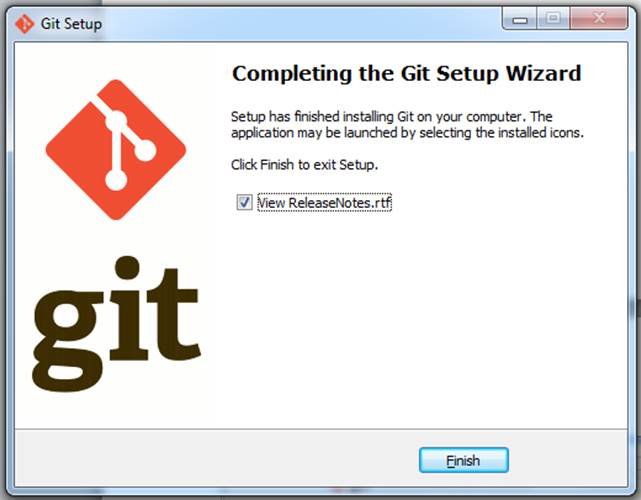 Git Setup
Completing the Git Setup Wizard
Setup has finished installing Git on your computer. The
application may be launched by selecting the installed icons.
Click Finish to exit Setup.
View ReleaseNotes.rtf
git
Finish